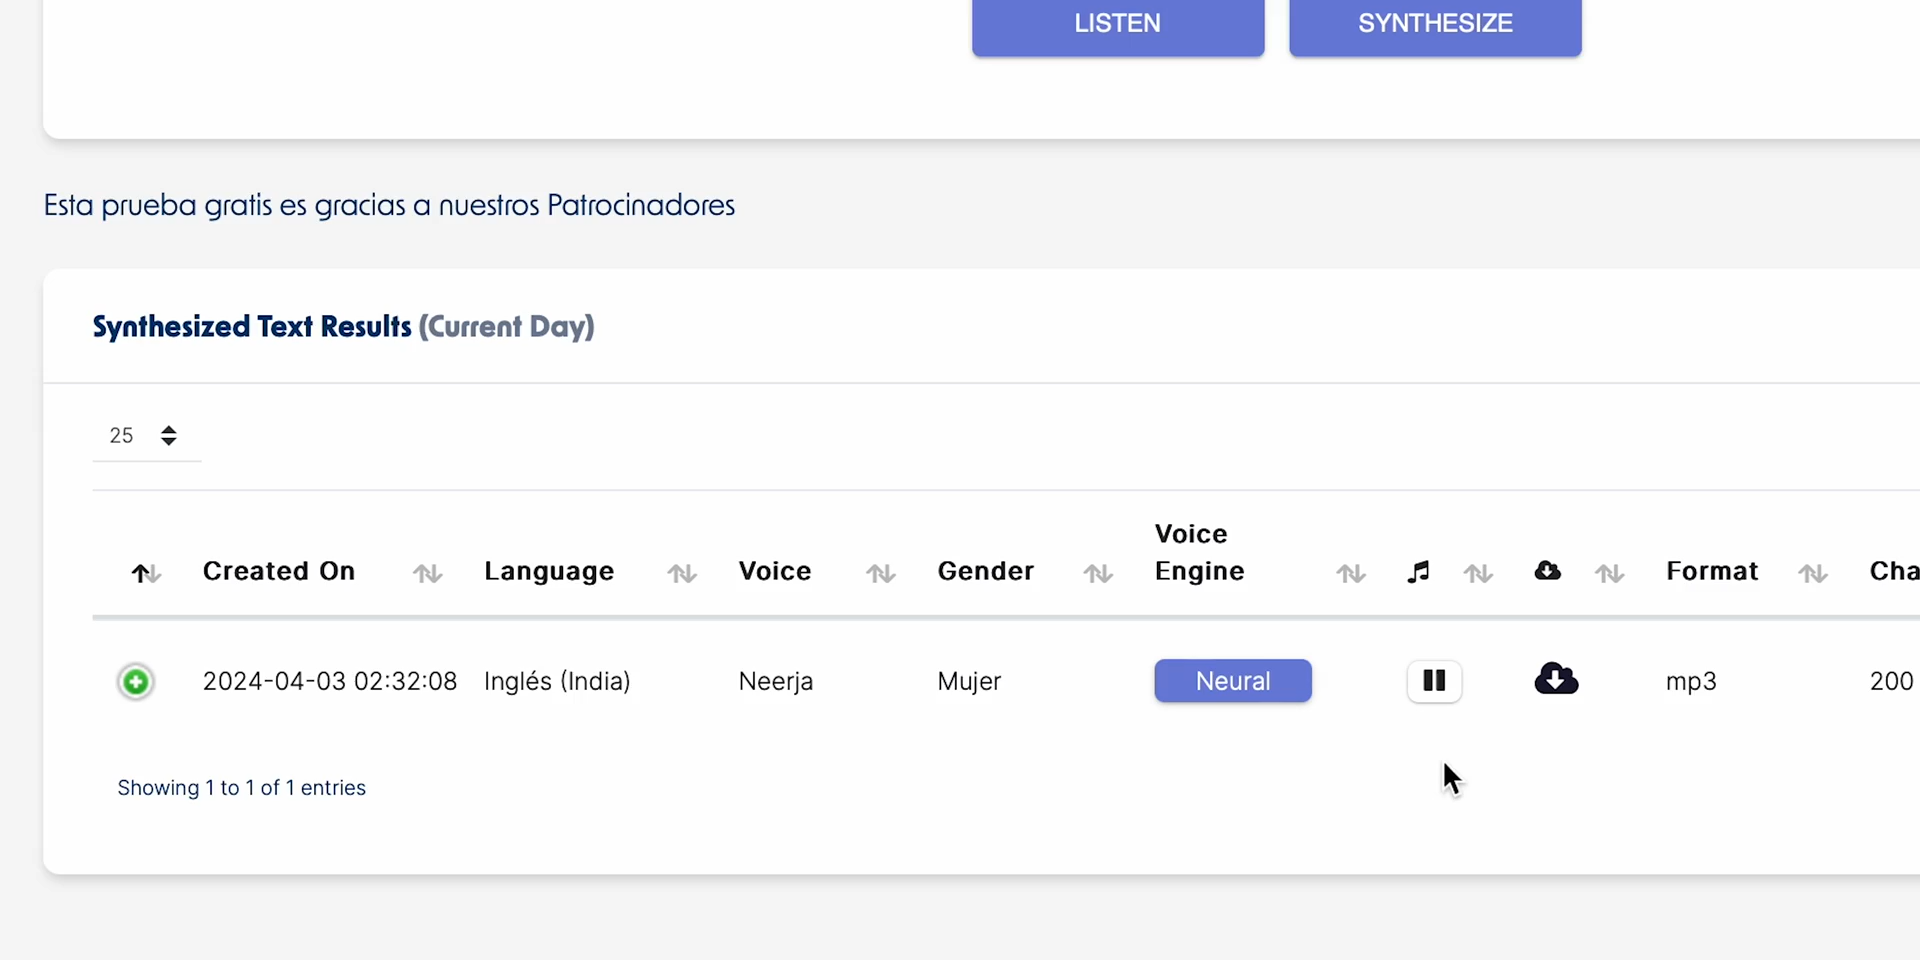 LISTEN SYNTHESIZE
Esta prueba gratis es gracias a nuestros Patrocinadores
Synthesized Text Results (Current Day)
25
Created On Language Voice Gender Voice Engine Format Cha
2024-04-03 02:32:08 Inglés (India) Neerja Mujer Neural mp3 200
Showing 1 to 1 of 1 entries